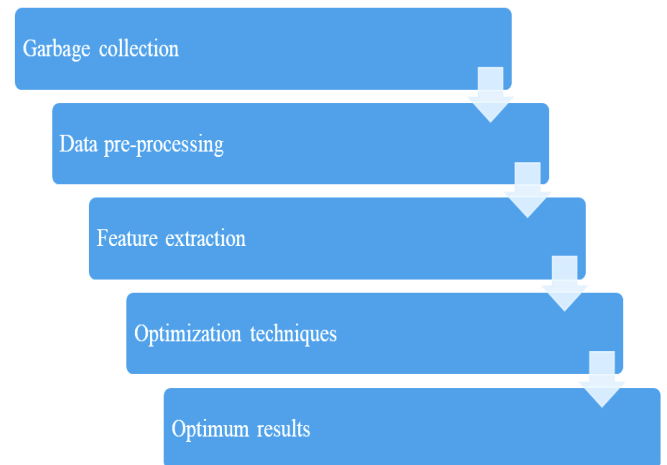 Garbage collection
Data pre-processing
Feature extraction
Optimization techniques
Optimum results